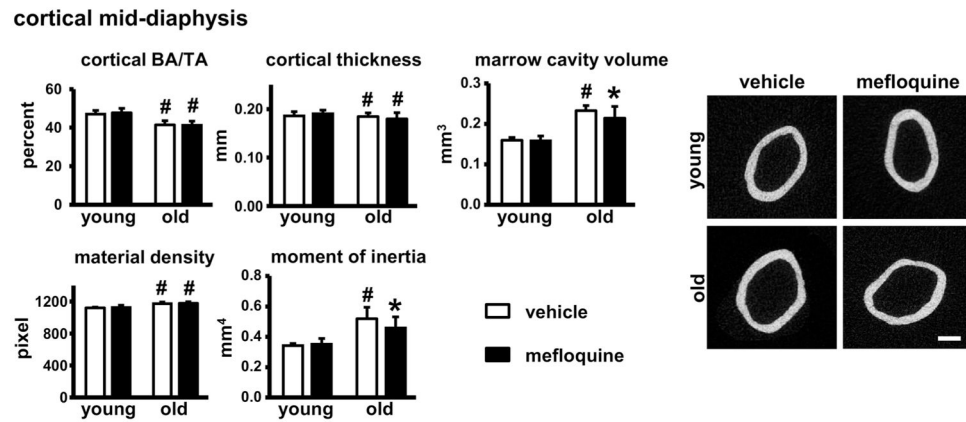 cortical mid-diaphysis
cortical BA/TA
percent
60
40
20
0
# #
young old
cortical thickness
mm
0.20
0.10
0.00
# #
young old
marrow cavity volume
mm³
0.3
0.2
0.1
0.0
# *
young old
material density
pixel
1200
800
400
0
# #
young old
moment of inertia
mm⁴
0.8
0.6
0.4
0.2
0.0
# *
young old
vehicle
mefloquine
vehicle mefloquine
young
old